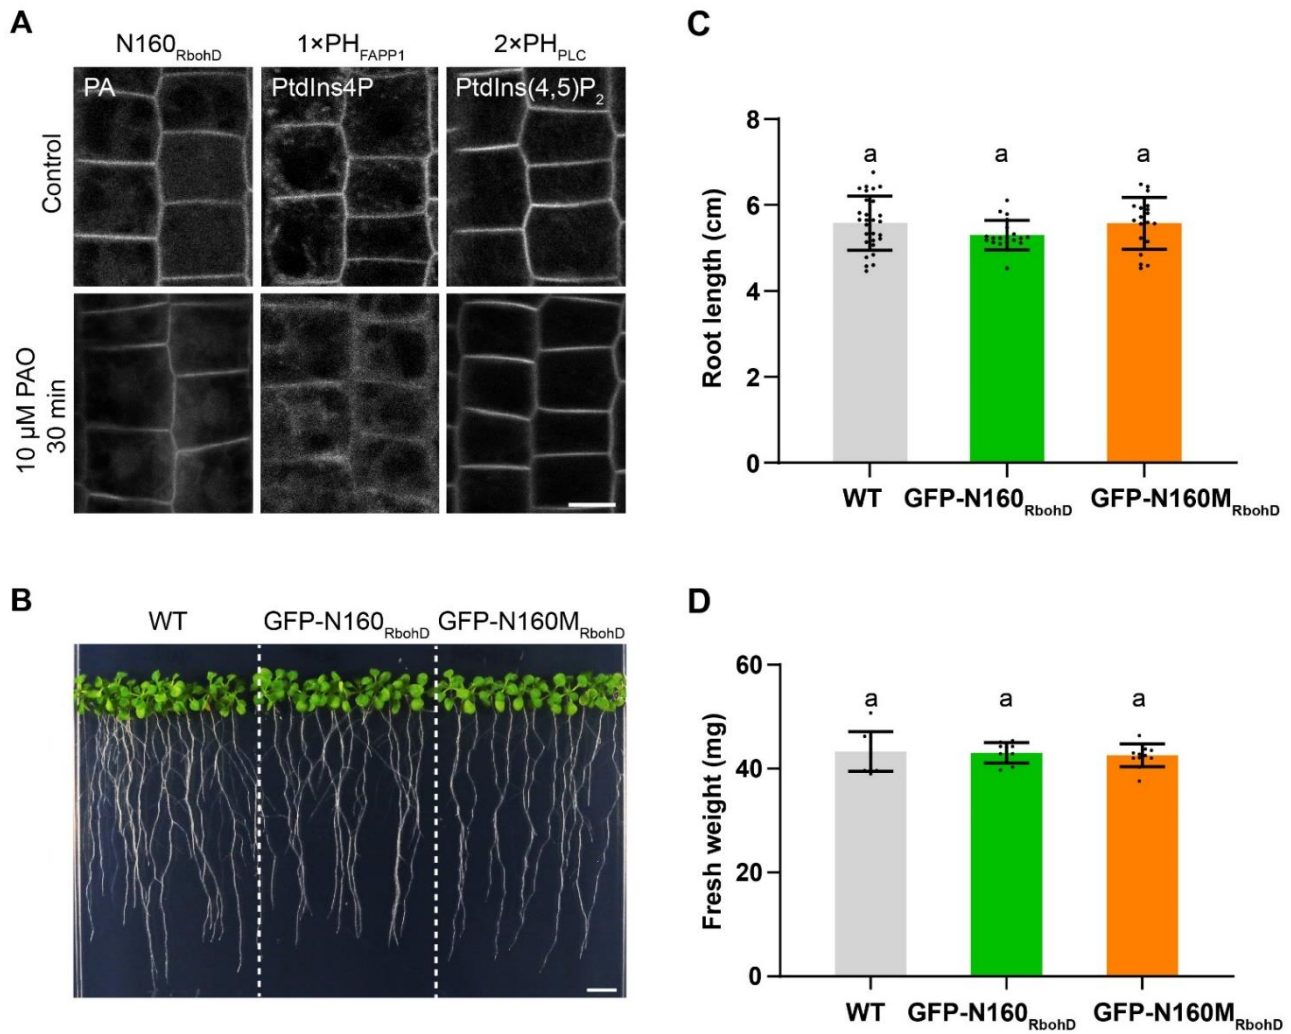 A
N160RbohD
1×PHFAPP1
2×PHPLC
PA
PtdIns4P
PtdIns(4,5)P2
Control
10 µM PAO
30 min
B
WT
GFP-N160RbohD
GFP-N160MRbohD
C
Root length (cm)
8
6
4
2
0
a
a
a
WT
GFP-N160RbohD
GFP-N160MRbohD
D
Fresh weight (mg)
60
40
20
0
a
a
a
WT
GFP-N160RbohD
GFP-N160MRbohD